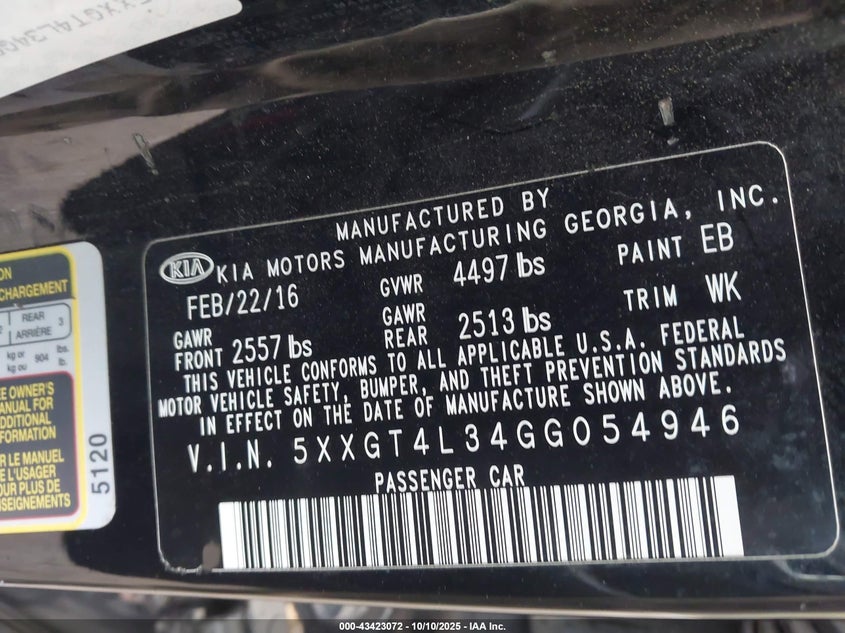 MANUFACTURED BY
KIA KIA MOTORS MANUFACTURING GEORGIA, INC.
FEB/22/16 GVWR 4497 lbs PAINT EB
GAWR FRONT 2557 lbs GAWR REAR 2513 lbs TRIM WK
THIS VEHICLE CONFORMS TO ALL APPLICABLE U.S.A. FEDERAL
MOTOR VEHICLE SAFETY, BUMPER, AND THEFT PREVENTION STANDARDS
IN EFFECT ON THE DATE OF MANUFACTURE SHOWN ABOVE.
V.I.N. 5XXGT4L34GG054946
PASSENGER CAR
CHARGEMENT
REAR
ARRIÈRE 3
kg or 904 lbs.
kg ou lb.
OWNER'S
MANUAL FOR
ADDITIONAL
INFORMATION
LE MANUEL
DE L'USAGER
POUR PLUS DE
5120
000-43423072 - 10/10/2025 - IAA Inc.